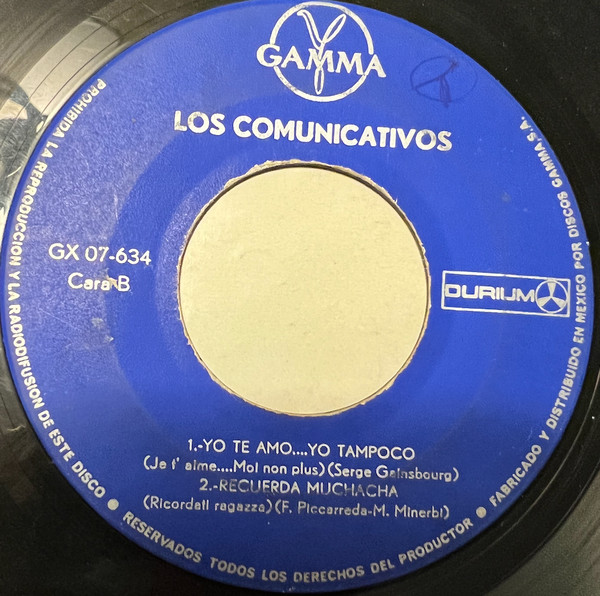 GAMMA
LOS COMUNICATIVOS
GX 07-634
Cara B
DURIUM
1.-YO TE AMO....YO TAMPOCO
(Je t' aime....Moi non plus)(Serge Gainsbourg)
2.-RECUERDA MUCHACHA
(Ricordati ragazza)(F. Piccarreda-M. Minerbi)
PROHIBIDA LA REPRODUCCION Y LA RADIODIFUSION DE ESTE DISCO ● RESERVADOS TODOS LOS DERECHOS DEL PRODUCTOR ● FABRICADO Y DISTRIBUIDO EN MEXICO POR DISCOS GAMMA, S.A.